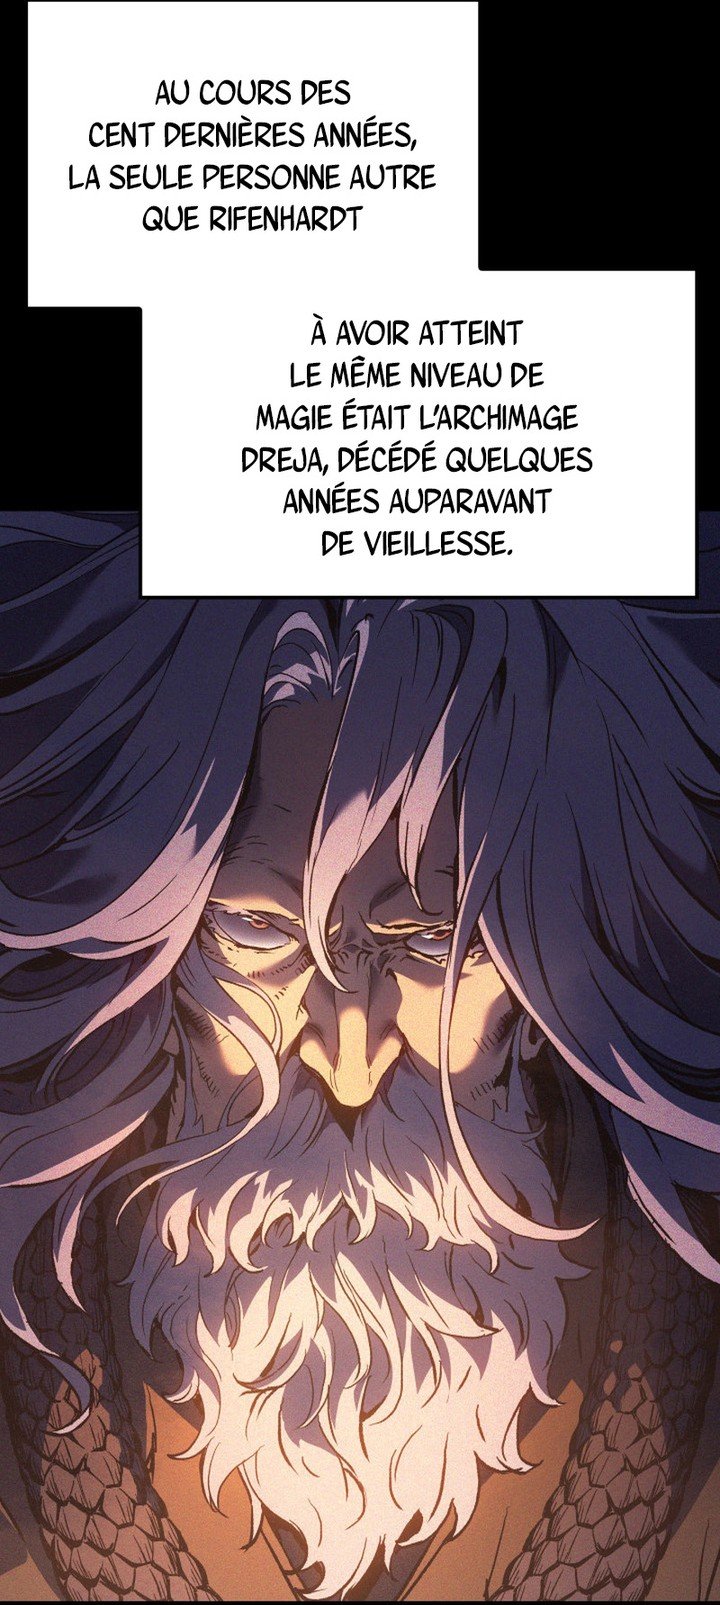 AU COURS DES
CENT DERNIÈRES ANNÉES,
LA SEULE PERSONNE AUTRE
QUE RIFENHARDT
À AVOIR ATTEINT
LE MÊME NIVEAU DE
MAGIE ÉTAIT L'ARCHIMAGE
DREJA, DÉCÉDÉ QUELQUES
ANNÉES AUPARAVANT
DE VIEILLESSE.